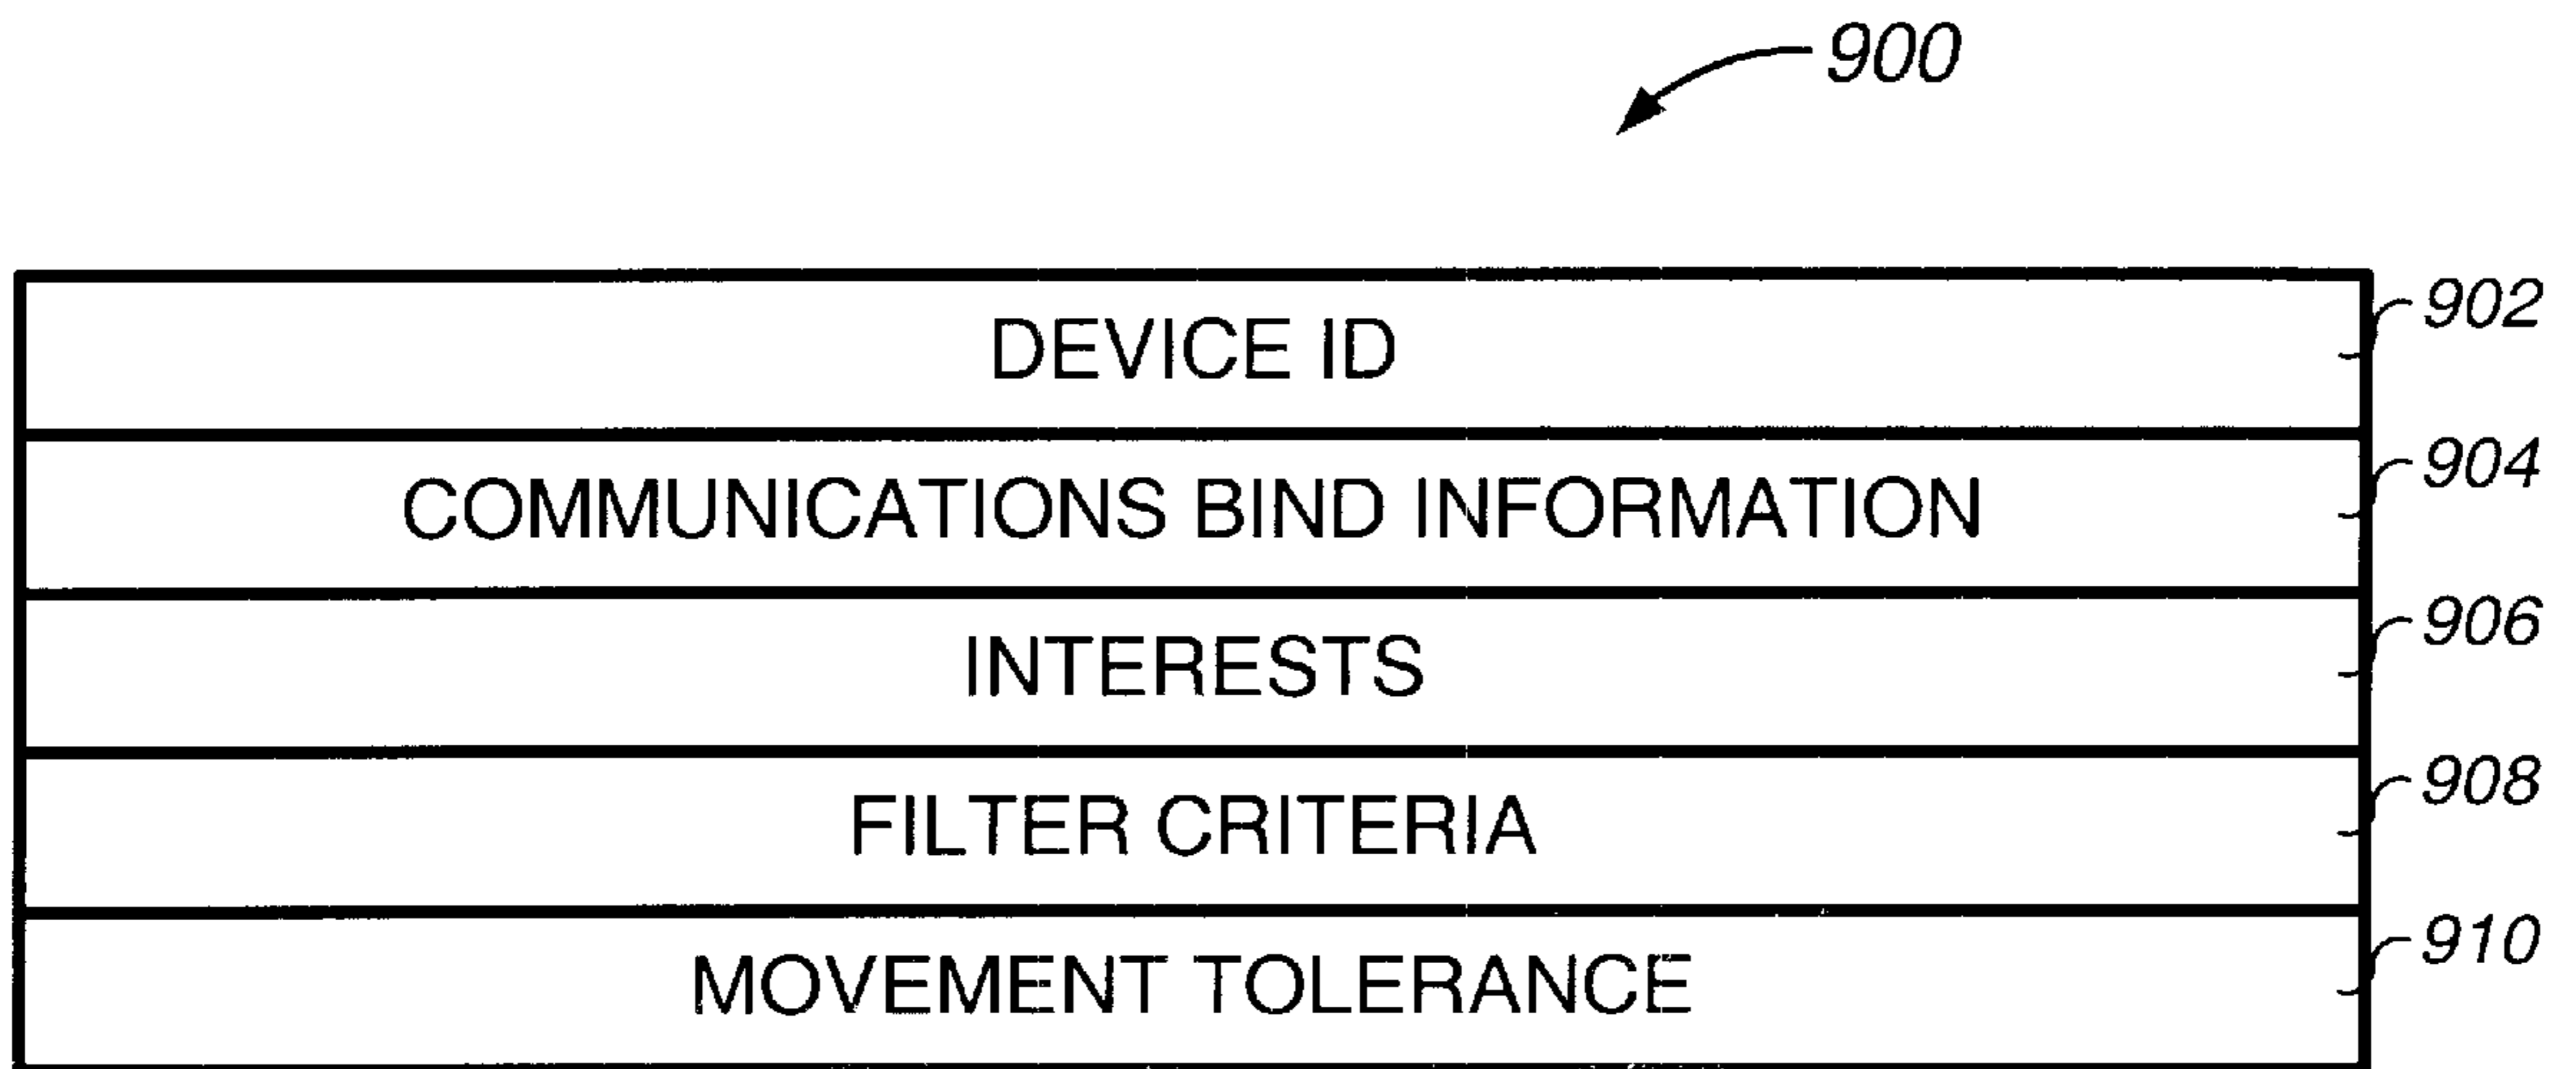 900
DEVICE ID 902
COMMUNICATIONS BIND INFORMATION 904
INTERESTS 906
FILTER CRITERIA 908
MOVEMENT TOLERANCE 910